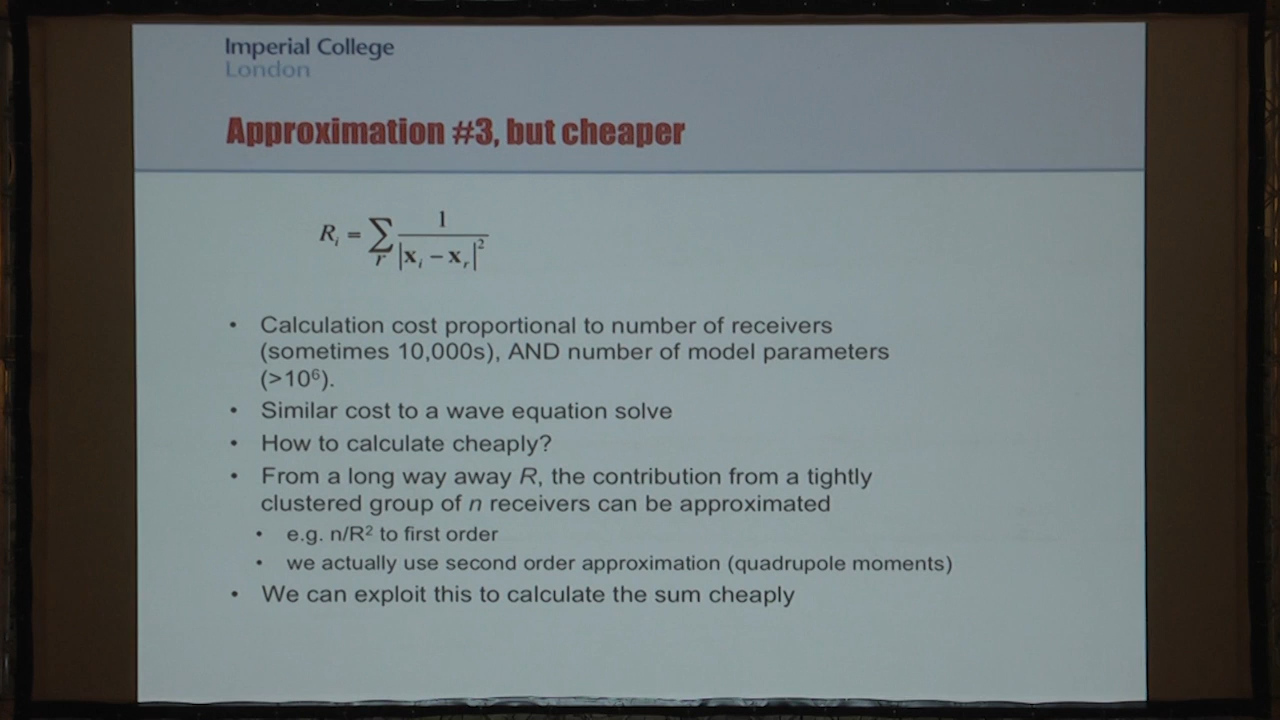 Imperial College
London
Approximation #3, but cheaper
R_i = ∑_r 1 / |x_i − x_r|²
• Calculation cost proportional to number of receivers
(sometimes 10,000s), AND number of model parameters
(>10⁶).
• Similar cost to a wave equation solve
• How to calculate cheaply?
• From a long way away R, the contribution from a tightly
clustered group of n receivers can be approximated
• e.g. n/R² to first order
• we actually use second order approximation (quadrupole moments)
• We can exploit this to calculate the sum cheaply